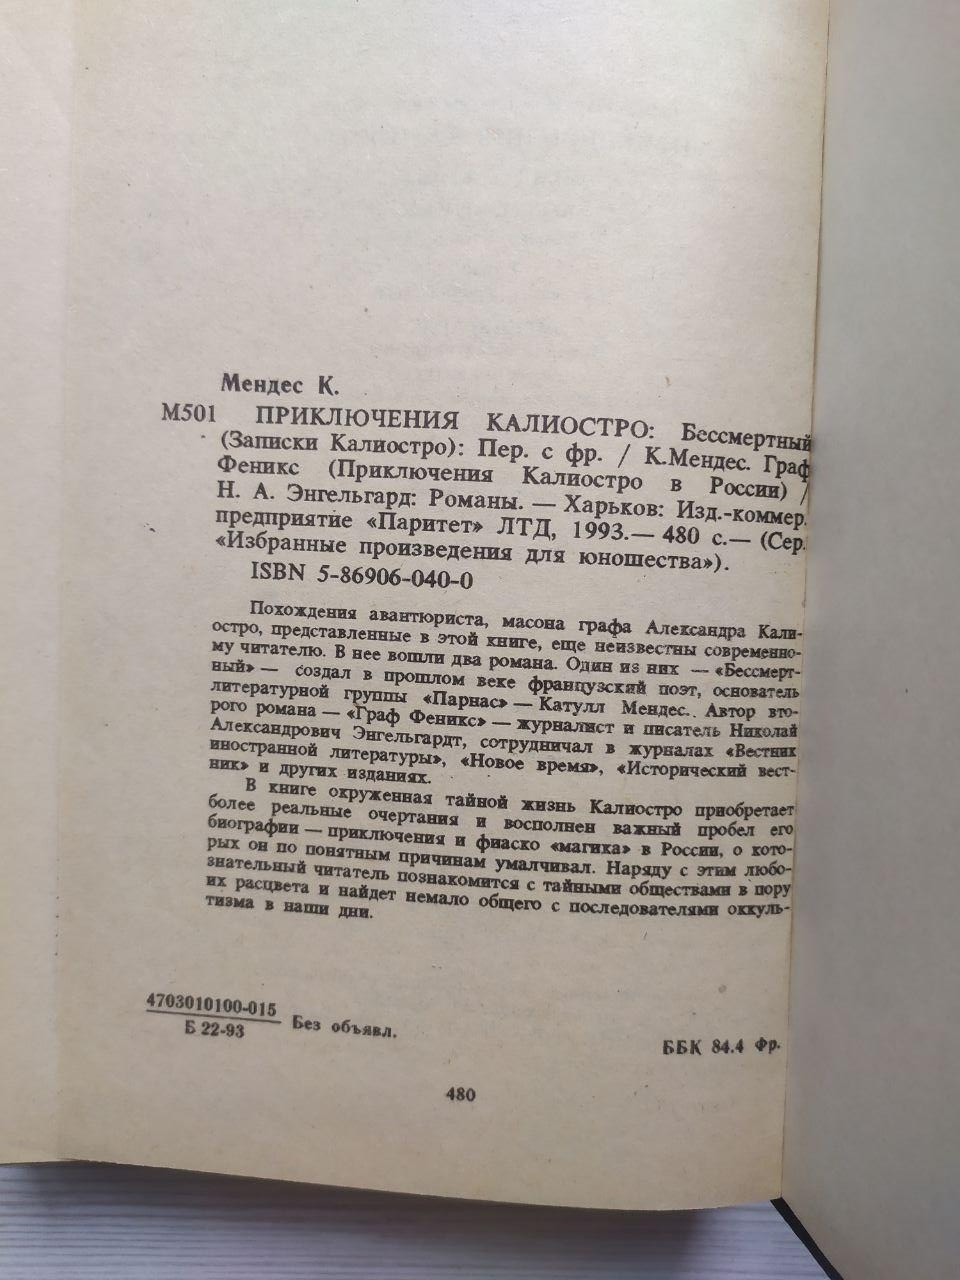 Мендес К.
М501 ПРИКЛЮЧЕНИЯ КАЛИОСТРО: Бессмертный
(Записки Калиостро): Пер. с фр. / К.Мендес. Граф
Феникс (Приключения Калиостро в России) /
Н. А. Энгельгард: Романы. — Харьков: Изд.-коммер.
предприятие «Паритет» ЛТД, 1993.— 480 с.— (Сер.
«Избранные произведения для юношества»).
ISBN 5-86906-040-0
Похождения авантюриста, масона графа Александра Кали-
остро, представленные в этой книге, еще неизвестны современно-
му читателю. В нее вошли два романа. Один из них — «Бессмерт-
ный» — создал в прошлом веке французский поэт, основатель
литературной группы «Парнас» — Катулл Мендес. Автор вто-
рого романа — «Граф Феникс» — журналист и писатель Николай
Александрович Энгельгардт, сотрудничал в журналах «Вестник
иностранной литературы», «Новое время», «Исторический вест-
ник» и других изданиях.
В книге окруженная тайной жизнь Калиостро приобретает
более реальные очертания и восполнен важный пробел его
биографии — приключения и фиаско «магика» в России, о кото-
рых он по понятным причинам умалчивал. Наряду с этим любо-
знательный читатель познакомится с тайными обществами в пору
их расцвета и найдет немало общего с последователями оккуль-
тизма в наши дни.
4703010100-015
Б 22-93
Без объявл.
ББК 84.4 Фр.
480